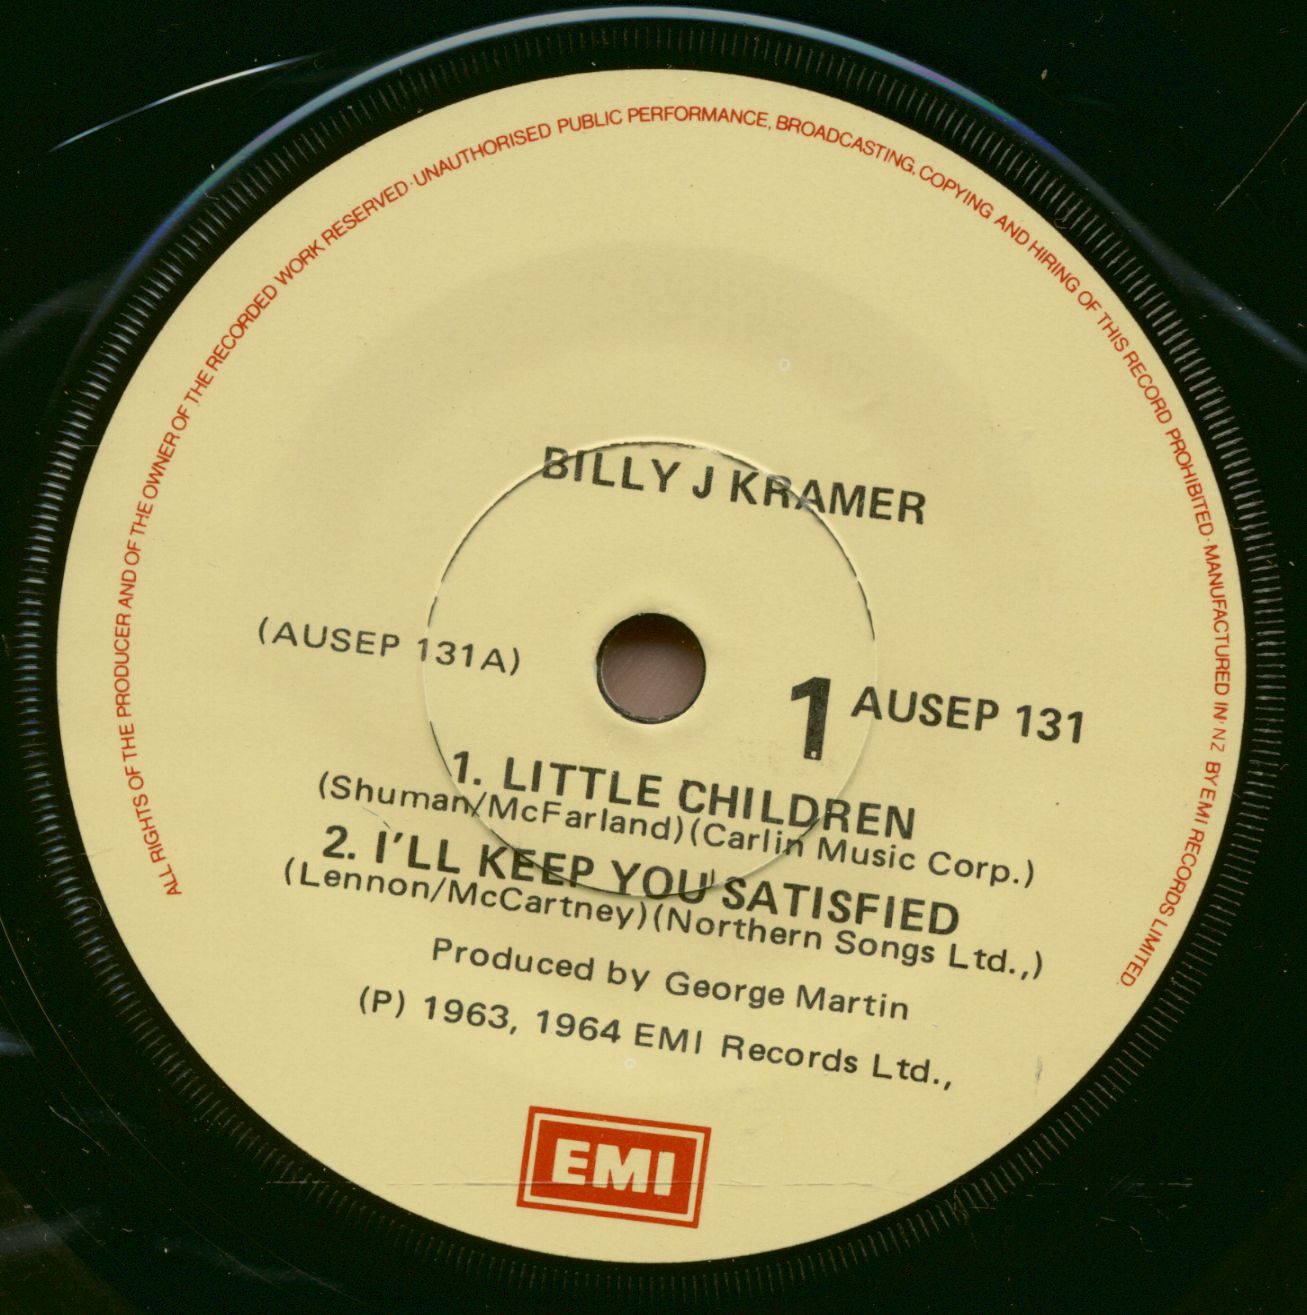 ALL RIGHTS OF THE PRODUCER AND OF THE OWNER OF THE RECORDED WORK RESERVED · UNAUTHORISED PUBLIC PERFORMANCE, BROADCASTING, COPYING AND HIRING OF THIS RECORD PROHIBITED · MANUFACTURED IN NZ BY EMI RECORDS LIMITED.
BILLY J KRAMER
(AUSEP 131A)
1 AUSEP 131
1. LITTLE CHILDREN
(Shuman/McFarland)(Carlin Music Corp.)
2. I'LL KEEP YOU SATISFIED
(Lennon/McCartney)(Northern Songs Ltd.,)
Produced by George Martin
(P) 1963, 1964 EMI Records Ltd.,
EMI